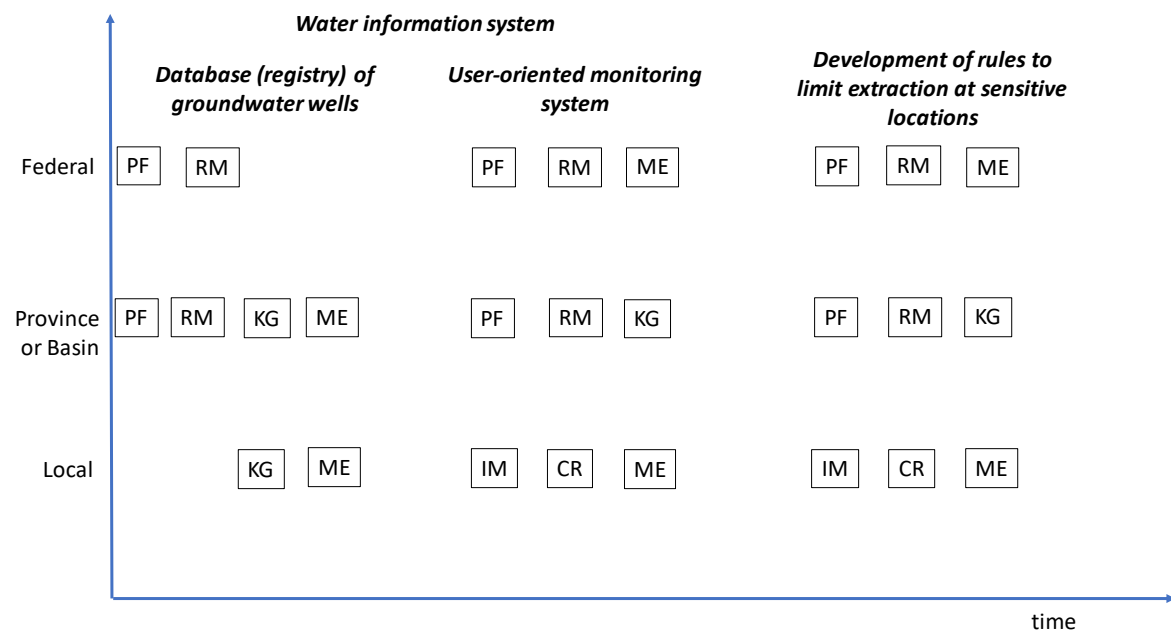 Water information system
Database (registry) of
groundwater wells
User-oriented monitoring
system
Development of rules to
limit extraction at sensitive
locations
Federal
PF RM
PF RM ME
PF RM ME
Province
or Basin
PF RM KG ME
PF RM KG
PF RM KG
Local
KG ME
IM CR ME
IM CR ME
time